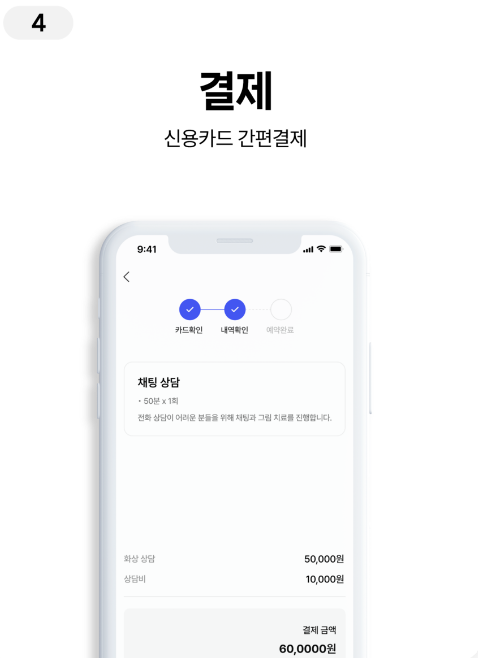 4
결제
신용카드 간편결제
9:41
카드확인 내역확인 예약완료
채팅 상담
• 50분 x 1회
전화 상담이 어려운 분들을 위해 채팅과 그림 치료를 진행합니다.
화상 상담 50,000원
상담비 10,000원
결제 금액
60,0000원